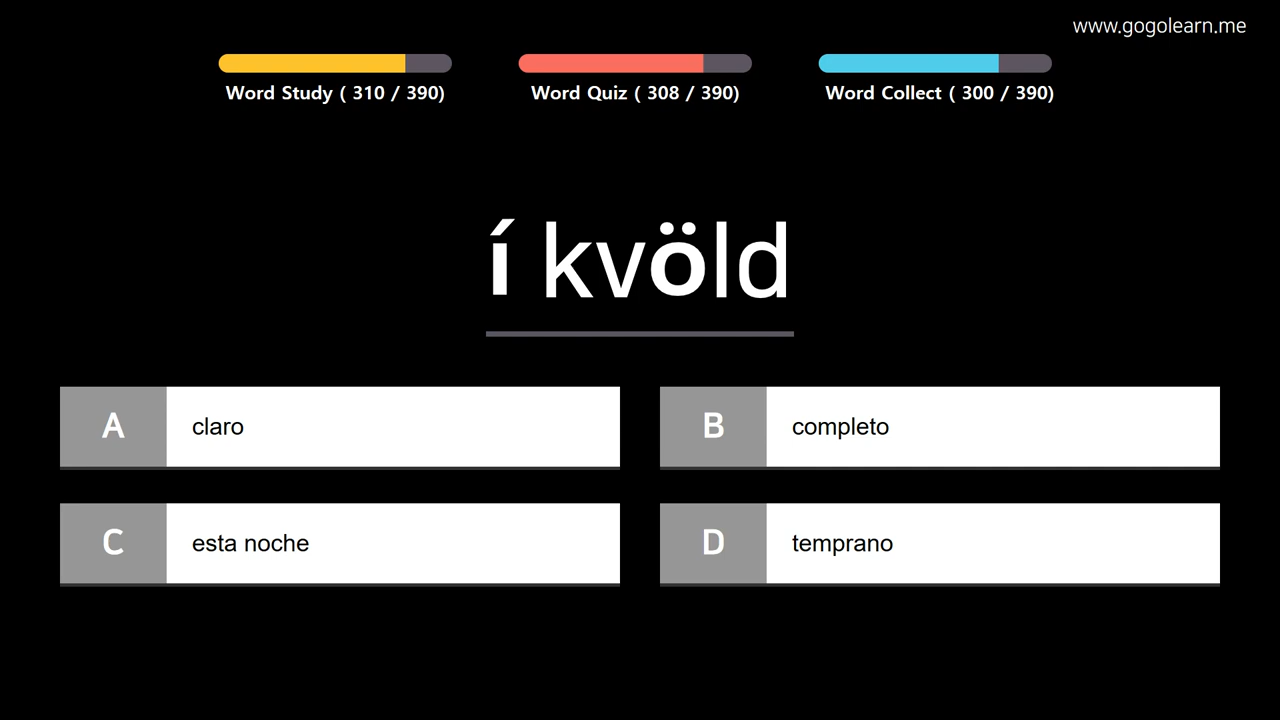 www.gogolearn.me
Word Study ( 310 / 390)
Word Quiz ( 308 / 390)
Word Collect ( 300 / 390)
í kvöld
A claro
B completo
C esta noche
D temprano